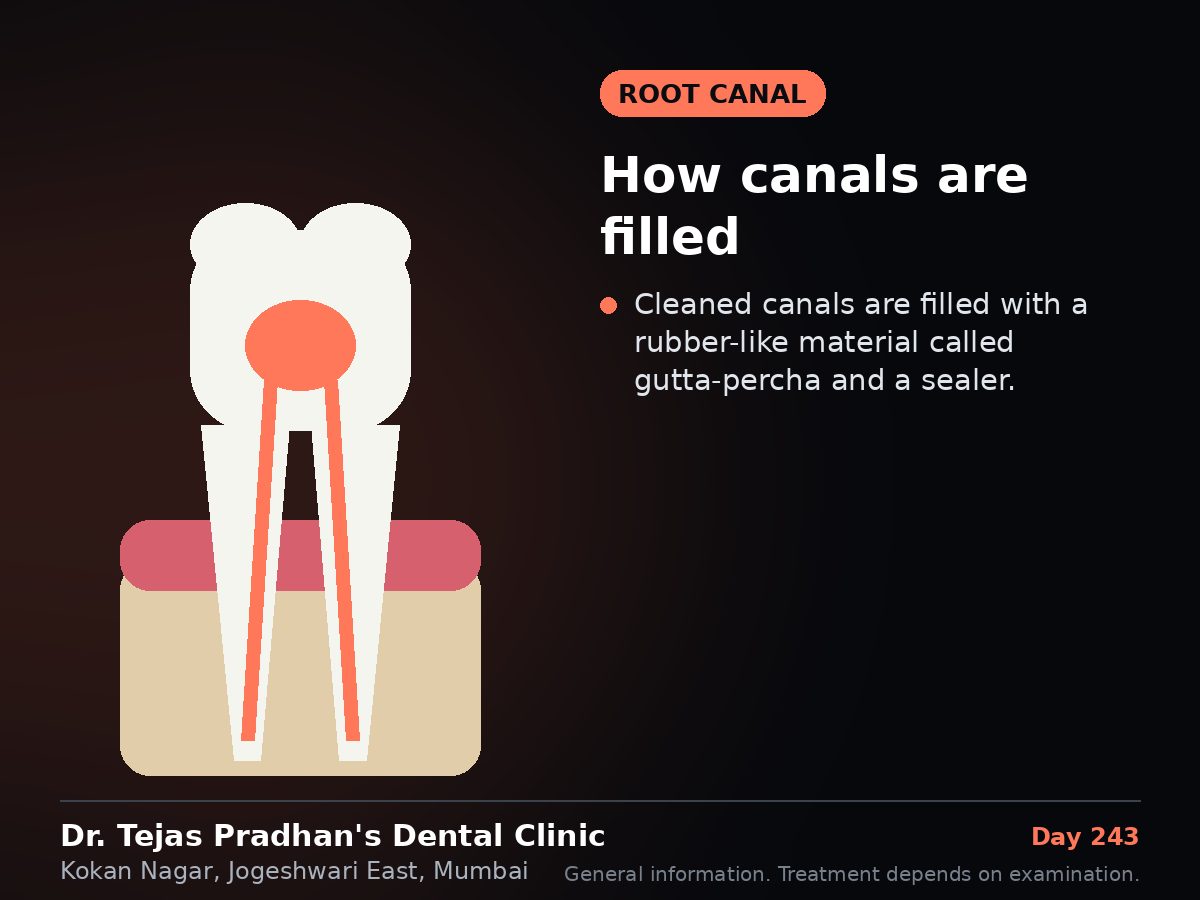 ROOT CANAL
How canals are
filled
Cleaned canals are filled with a
rubber-like material called
gutta-percha and a sealer.
Dr. Tejas Pradhan's Dental Clinic
Day 243
Kokan Nagar, Jogeshwari East, Mumbai
General information. Treatment depends on examination.